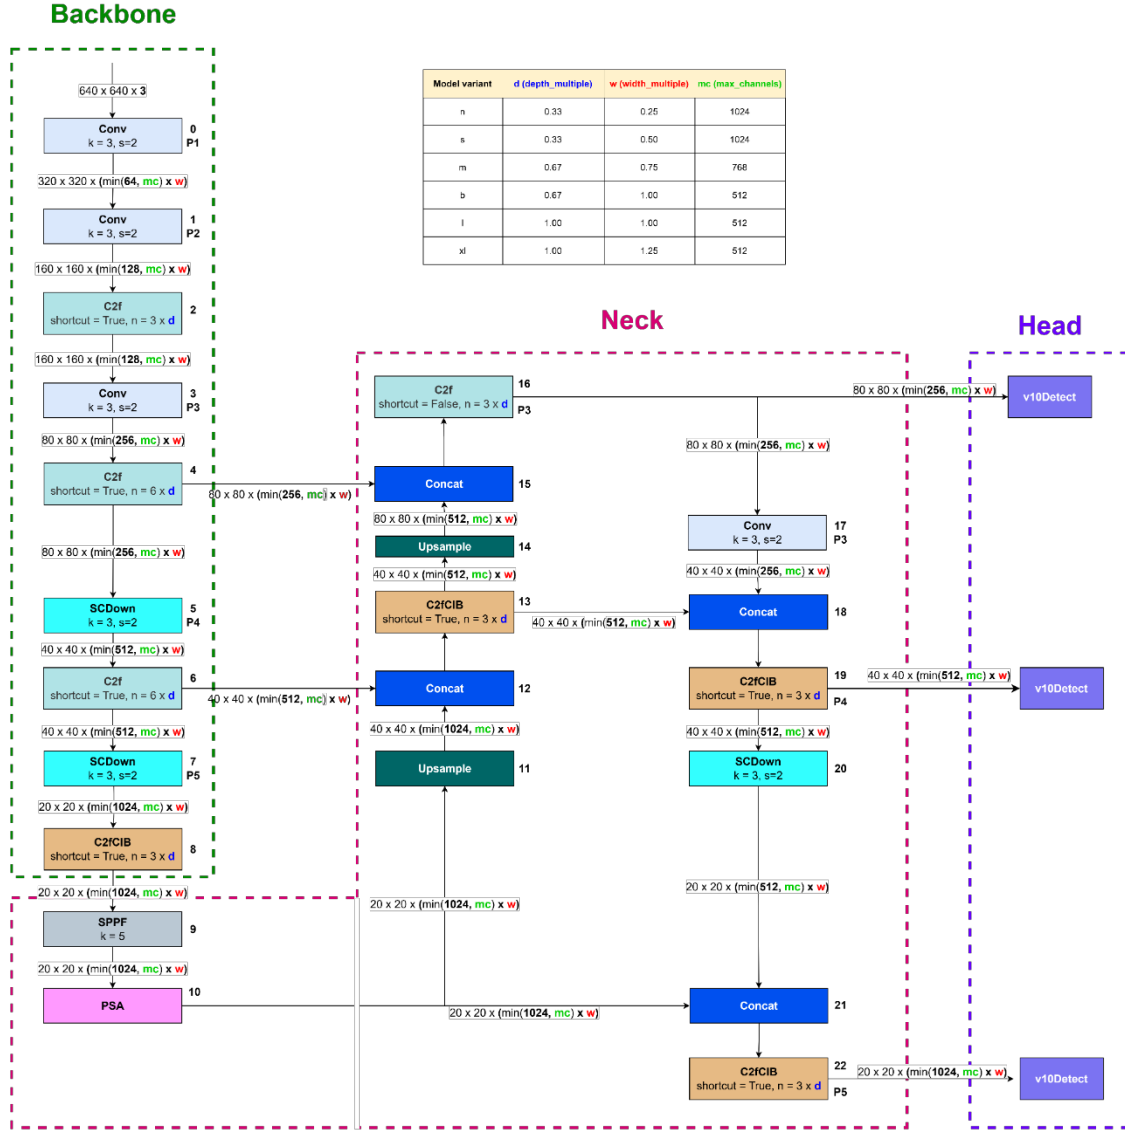 Backbone
640 x 640 x 3
Conv
k = 3, s=2
0
P1
320 x 320 x (min(64, mc) x w)
Conv
k = 3, s=2
1
P2
160 x 160 x (min(128, mc) x w)
C2f
shortcut = True, n = 3 x d
2
160 x 160 x (min(128, mc) x w)
Conv
k = 3, s=2
3
P3
80 x 80 x (min(256, mc) x w)
C2f
shortcut = True, n = 6 x d
4
80 x 80 x (min(256, mc) x w)
80 x 80 x (min(256, mc) x w)
SCDown
k = 3, s=2
5
P4
40 x 40 x (min(512, mc) x w)
C2f
shortcut = True, n = 6 x d
6
40 x 40 x (min(512, mc) x w)
40 x 40 x (min(512, mc) x w)
SCDown
k = 3, s=2
7
P5
20 x 20 x (min(1024, mc) x w)
C2fCIB
shortcut = True, n = 3 x d
8
20 x 20 x (min(1024, mc) x w)
SPPF
k = 5
9
20 x 20 x (min(1024, mc) x w)
PSA
10
Model variant d (depth_multiple) w (width_multiple) mc (max_channels)
n 0.33 0.25 1024
s 0.33 0.50 1024
m 0.67 0.75 768
b 0.67 1.00 512
l 1.00 1.00 512
xl 1.00 1.25 512
Neck
C2f
shortcut = False, n = 3 x d
16
P3
Concat
15
80 x 80 x (min(512, mc) x w)
Upsample
14
40 x 40 x (min(512, mc) x w)
C2fCIB
shortcut = True, n = 3 x d
13
40 x 40 x (min(512, mc) x w)
Concat
12
40 x 40 x (min(1024, mc) x w)
Upsample
11
20 x 20 x (min(1024, mc) x w)
20 x 20 x (min(1024, mc) x w)
80 x 80 x (min(256, mc) x w)
Conv
k = 3, s=2
17
P3
40 x 40 x (min(256, mc) x w)
Concat
18
C2fCIB
shortcut = True, n = 3 x d
19
P4
40 x 40 x (min(512, mc) x w)
SCDown
k = 3, s=2
20
20 x 20 x (min(512, mc) x w)
Concat
21
C2fCIB
shortcut = True, n = 3 x d
22
P5
Head
80 x 80 x (min(256, mc) x w)
v10Detect
40 x 40 x (min(512, mc) x w)
v10Detect
20 x 20 x (min(1024, mc) x w)
v10Detect